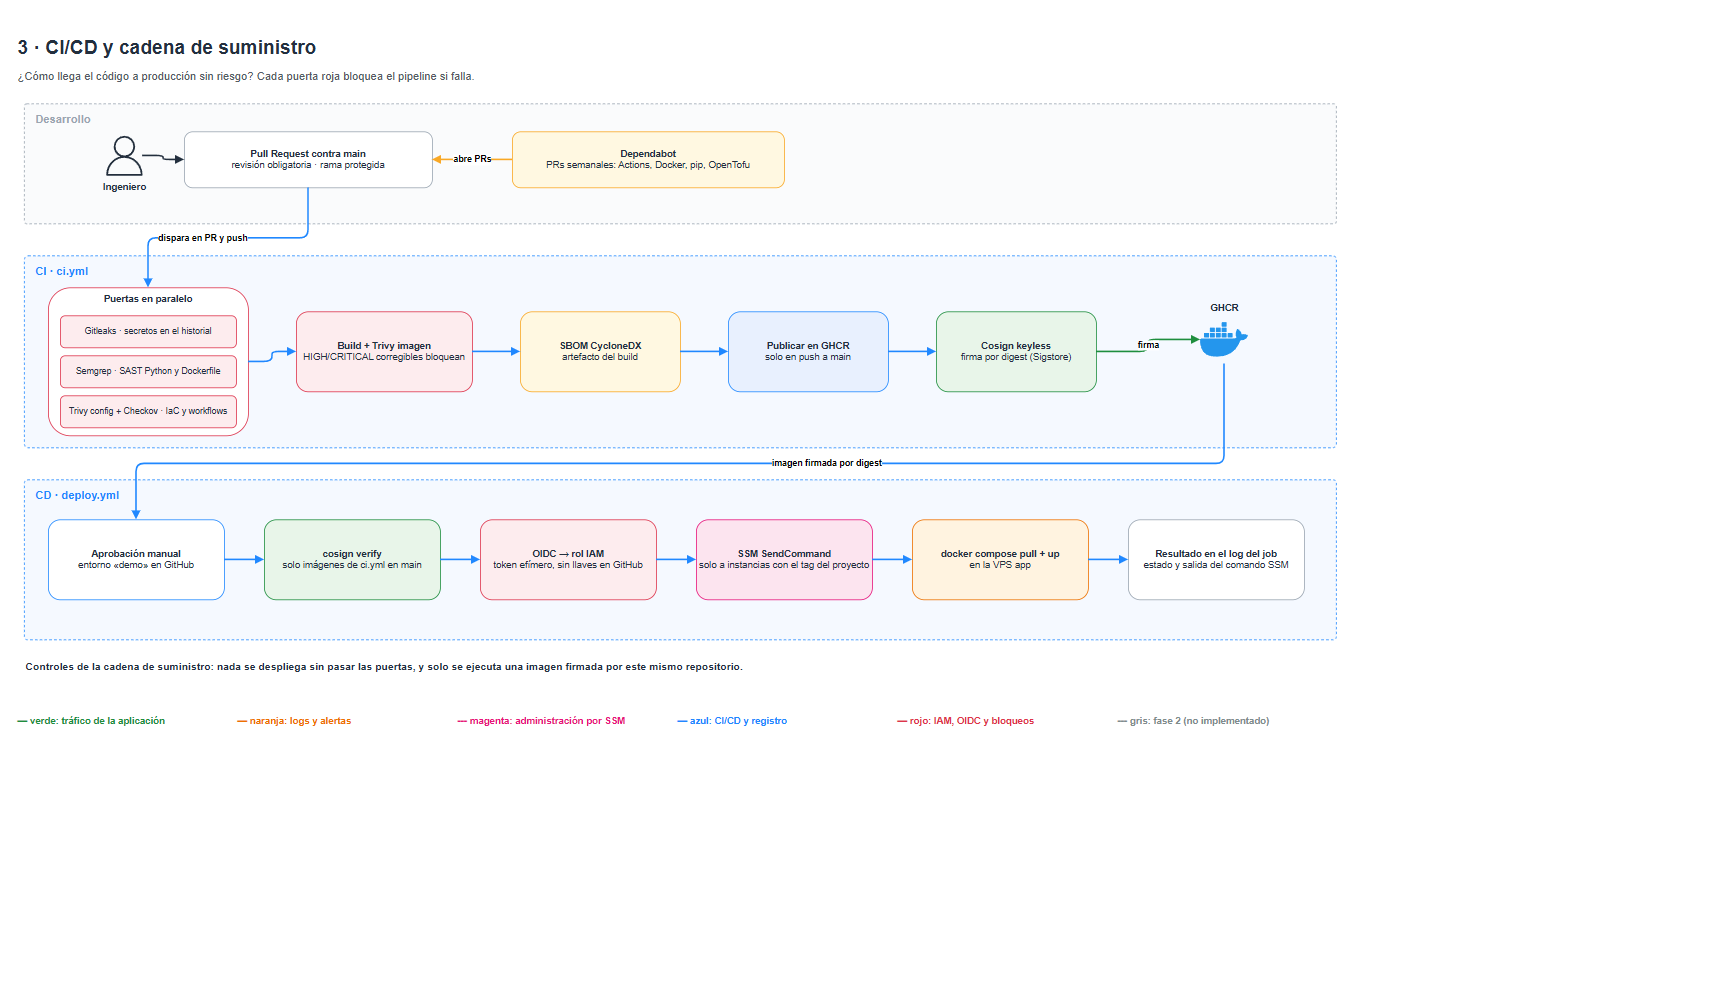 3 · CI/CD y cadena de suministro
¿Cómo llega el código a producción sin riesgo? Cada puerta roja bloquea el pipeline si falla.
Desarrollo
Ingeniero
Pull Request contra main
revisión obligatoria · rama protegida
abre PRs
Dependabot
PRs semanales: Actions, Docker, pip, OpenTofu
dispara en PR y push
CI · ci.yml
Puertas en paralelo
Gitleaks · secretos en el historial
Semgrep · SAST Python y Dockerfile
Trivy config + Checkov · IaC y workflows
Build + Trivy imagen
HIGH/CRITICAL corregibles bloquean
SBOM CycloneDX
artefacto del build
Publicar en GHCR
solo en push a main
Cosign keyless
firma por digest (Sigstore)
firma
GHCR
imagen firmada por digest
CD · deploy.yml
Aprobación manual
entorno «demo» en GitHub
cosign verify
solo imágenes de ci.yml en main
OIDC → rol IAM
token efímero, sin llaves en GitHub
SSM SendCommand
solo a instancias con el tag del proyecto
docker compose pull + up
en la VPS app
Resultado en el log del job
estado y salida del comando SSM
Controles de la cadena de suministro: nada se despliega sin pasar las puertas, y solo se ejecuta una imagen firmada por este mismo repositorio.
— verde: tráfico de la aplicación
— naranja: logs y alertas
— magenta: administración por SSM
— azul: CI/CD y registro
— rojo: IAM, OIDC y bloqueos
— gris: fase 2 (no implementado)